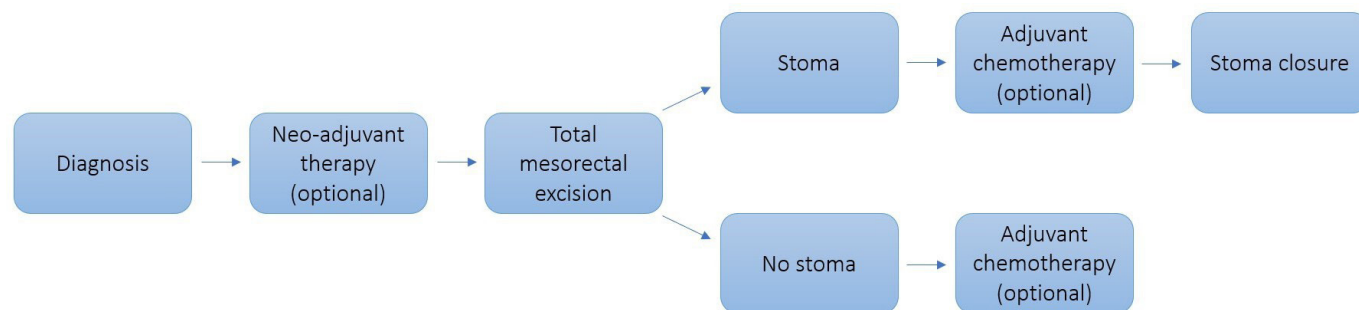 Diagnosis
Neo-adjuvant
therapy
(optional)
Total
mesorectal
excision
Stoma
Adjuvant
chemotherapy
(optional)
Stoma closure
No stoma
Adjuvant
chemotherapy
(optional)